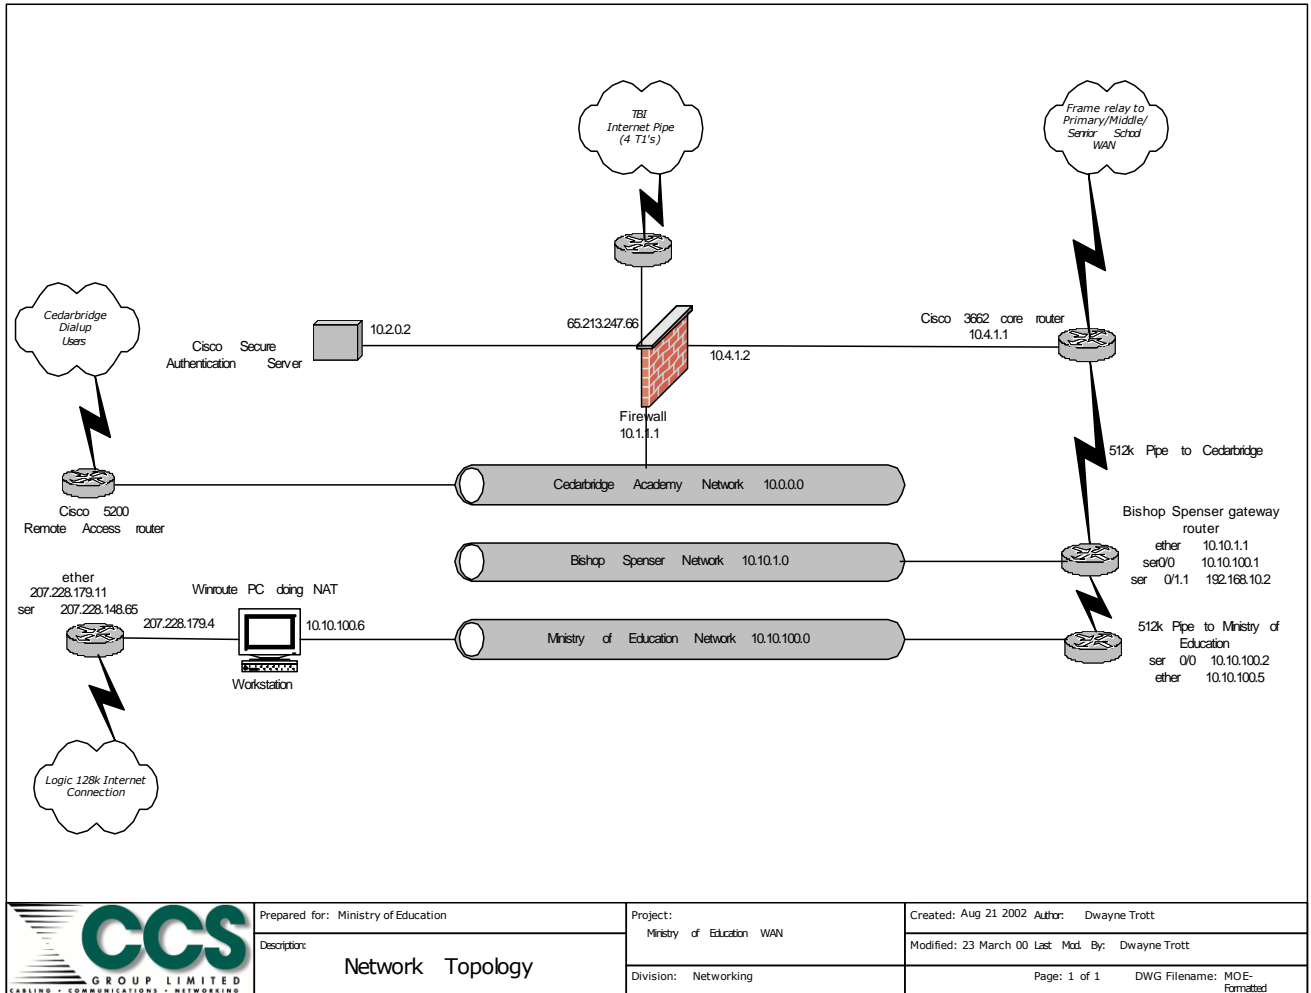 TBI
Internet Pipe
(4 T1's)
Frame relay to
Primary/Middle/
Senior School
WAN
Cedarbridge
Dialup
Users
Cisco Secure
Authentication Server
10.2.0.2
65.213.247.66
10.4.1.2
Cisco 3662 core router
10.4.1.1
Firewall
10.1.1.1
512k Pipe to Cedarbridge
Cedarbridge Academy Network 10.0.0.0
Cisco 5200
Remote Access router
Bishop Spenser gateway
router
ether 10.10.1.1
ser0/0 10.10.100.1
ser 0/1.1 192.168.10.2
Bishop Spenser Network 10.10.1.0
ether
207.228.179.11
ser 207.228.148.65
Winroute PC doing NAT
207.228.179.4
10.10.100.6
Ministry of Education Network 10.10.100.0
512k Pipe to Ministry of
Education
ser 0/0 10.10.100.2
ether 10.10.100.5
Workstation
Logic 128k Internet
Connection
CCS
GROUP LIMITED
CABLING • COMMUNICATIONS • NETWORKING
Prepared for: Ministry of Education
Description:
Network Topology
Project:
Ministry of Education WAN
Division: Networking
Created: Aug 21 2002 Author: Dwayne Trott
Modified: 23 March 00 Last Mod. By: Dwayne Trott
Page: 1 of 1 DWG Filename: MOE-
Formatted